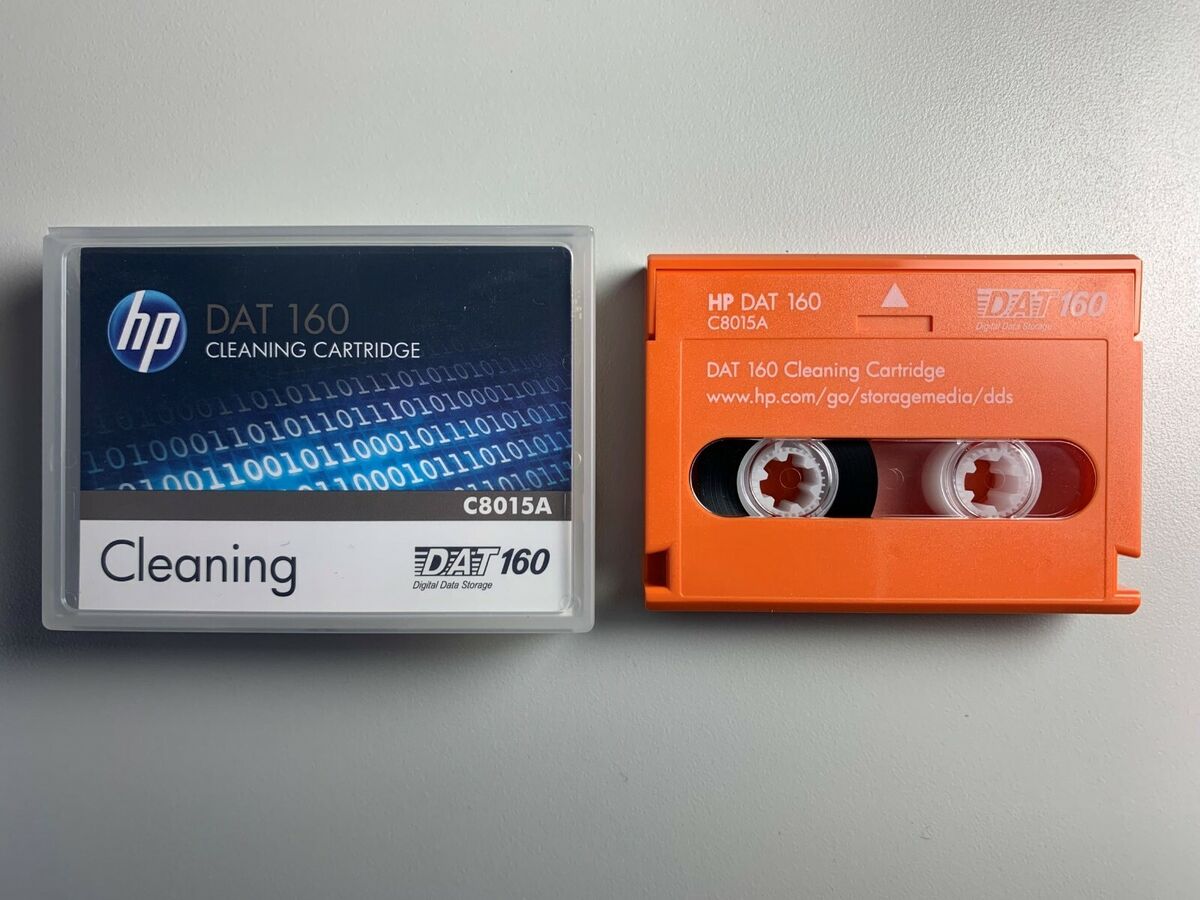 hp
DAT 160
CLEANING CARTRIDGE
C8015A
Cleaning
DAT 160
Digital Data Storage
HP DAT 160
C8015A
DAT 160
Digital Data Storage
DAT 160 Cleaning Cartridge
www.hp.com/go/storagemedia/dds